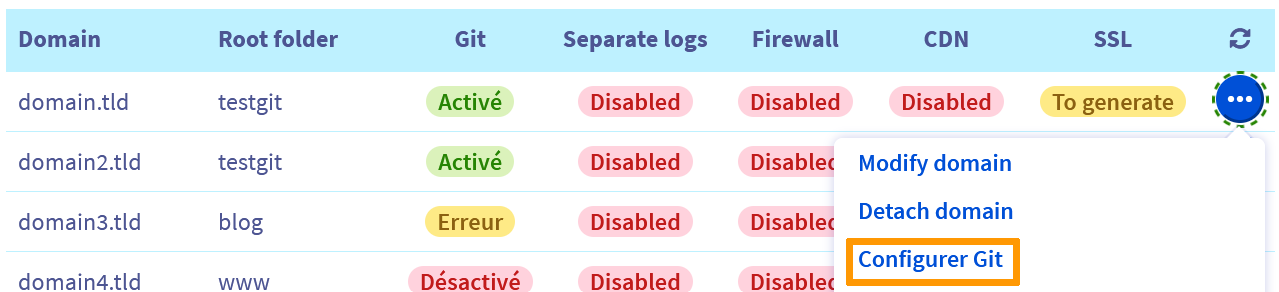 Domain Root folder Git Separate logs Firewall CDN SSL
domain.tld testgit Activé Disabled Disabled Disabled To generate
domain2.tld testgit Activé Disabled Disabled
Modify domain
Detach domain
domain3.tld blog Erreur Disabled Disabled
Configurer Git
domain4.tld www Désactivé Disabled Disabled